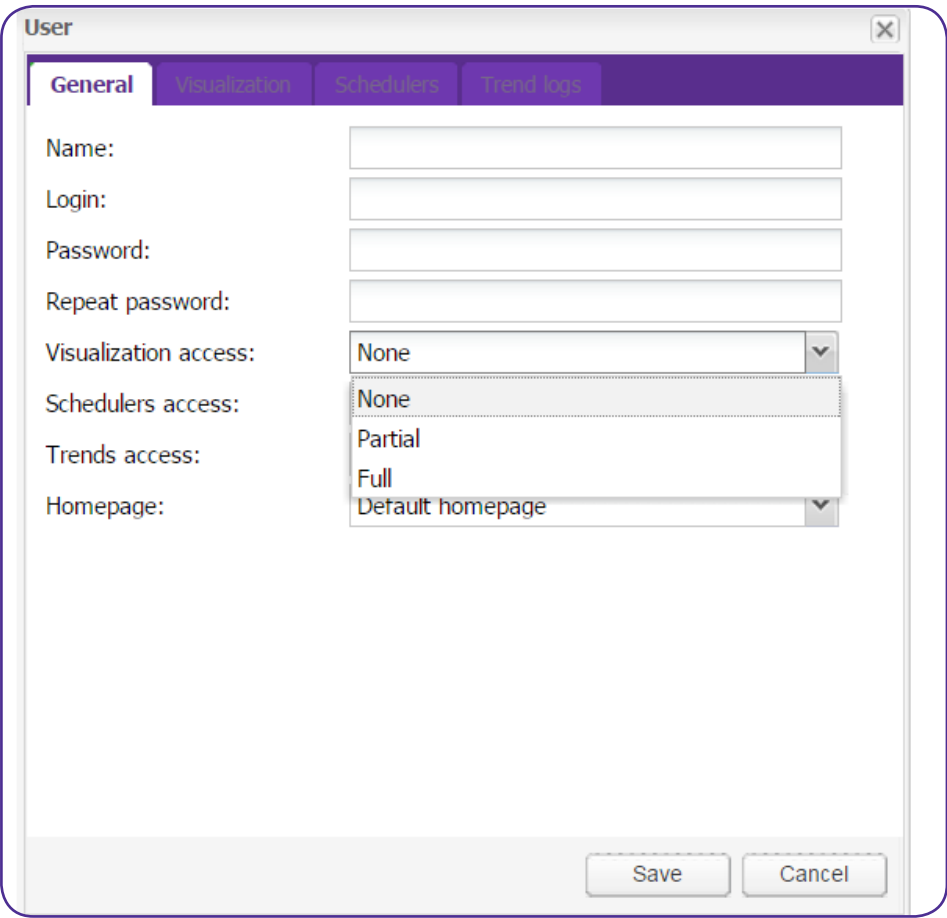 User
General Visualization Schedulers Trend logs
Name:
Login:
Password:
Repeat password:
Visualization access: None
None
Schedulers access:
Partial
Trends access:
Full
Homepage: Default homepage
Save Cancel